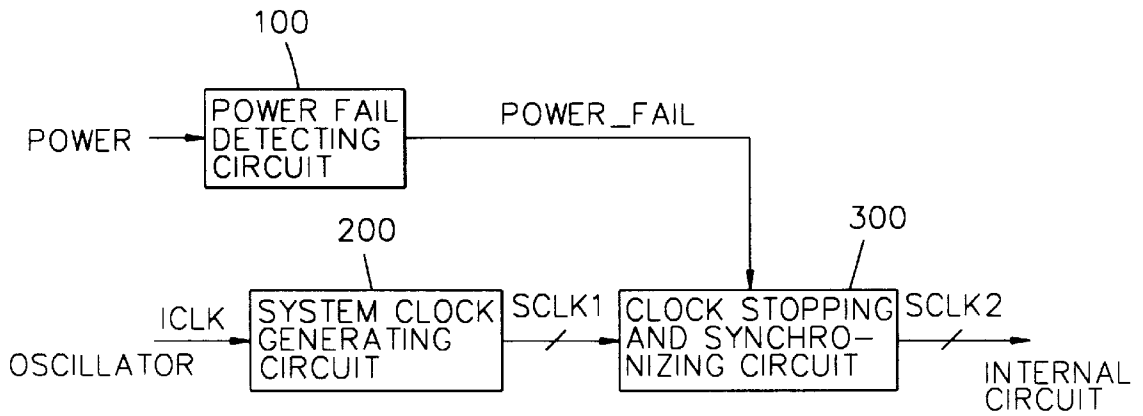 100
POWER
POWER FAIL
DETECTING
CIRCUIT
POWER_FAIL
200
300
OSCILLATOR
ICLK
SYSTEM CLOCK
GENERATING
CIRCUIT
SCLK1
CLOCK STOPPING
AND SYNCHRO-
NIZING CIRCUIT
SCLK2
INTERNAL
CIRCUIT